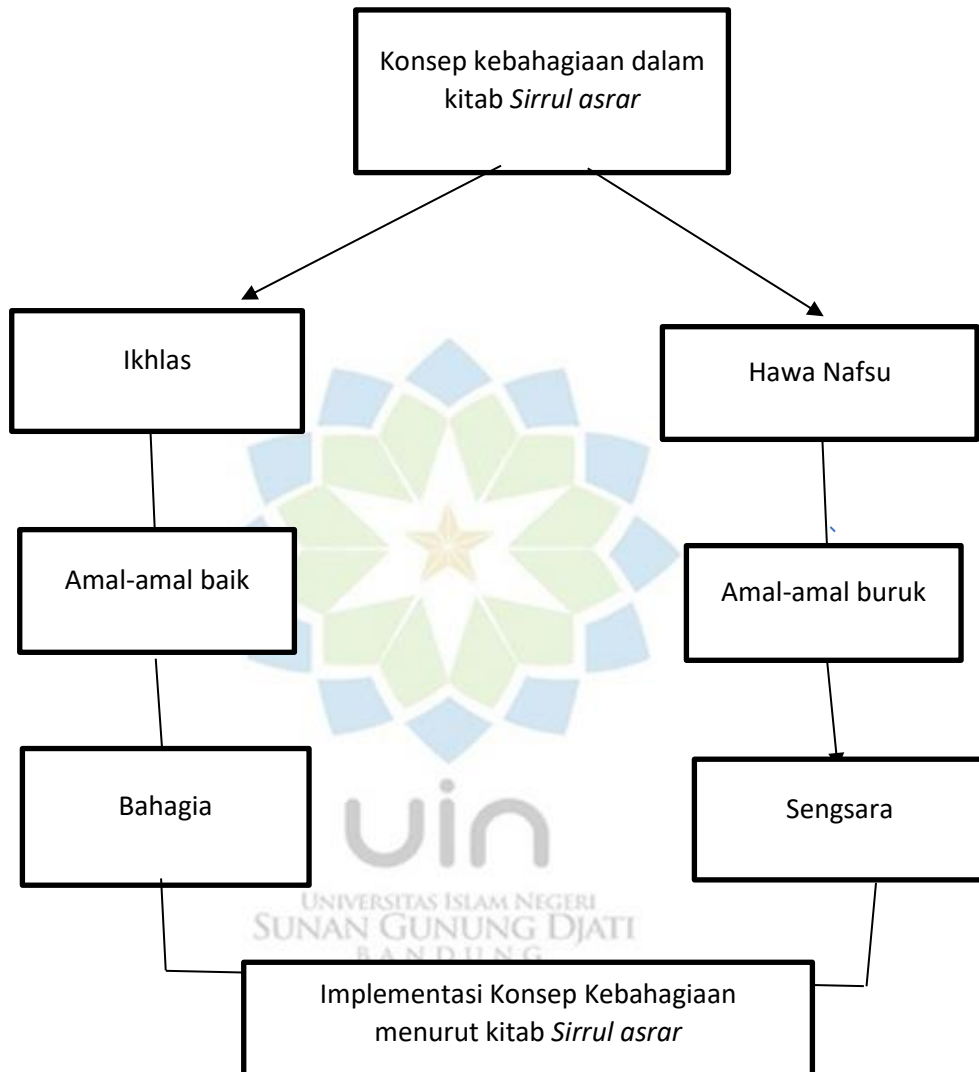 Konsep kebahagiaan dalam
kitab Sirrul asrar
Ikhlas
Hawa Nafsu
Amal-amal baik
Amal-amal buruk
Bahagia
Sengsara
uin
UNIVERSITAS ISLAM NEGERI
SUNAN GUNUNG DJATI
BANDUNG
Implementasi Konsep Kebahagiaan
menurut kitab Sirrul asrar